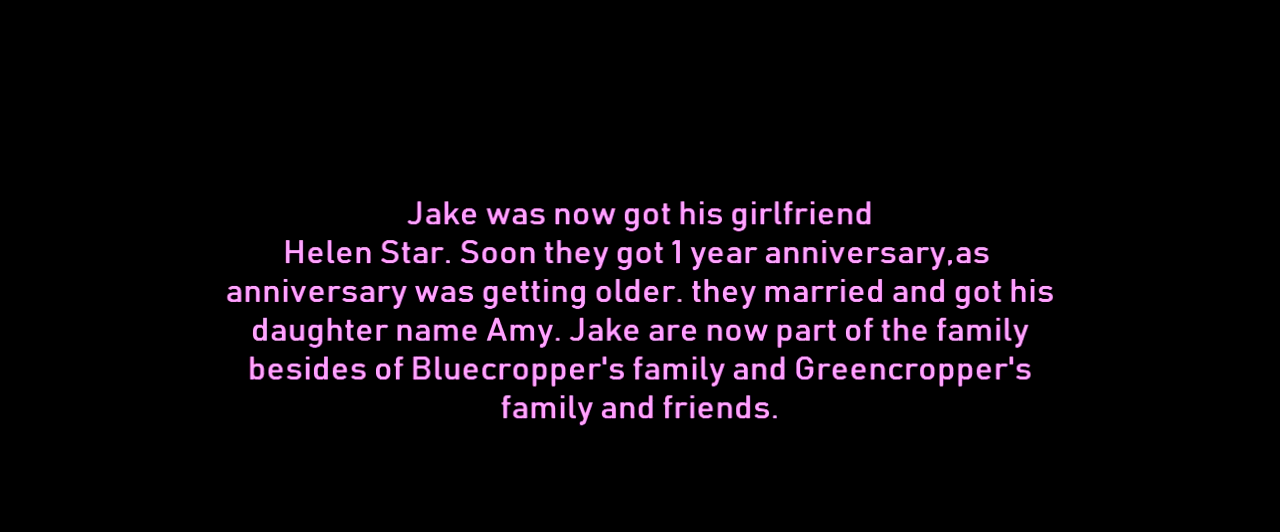 Jake was now got his girlfriend
Helen Star. Soon they got 1 year anniversary,as
anniversary was getting older. they married and got his
daughter name Amy. Jake are now part of the family
besides of Bluecropper's family and Greencropper's
family and friends.